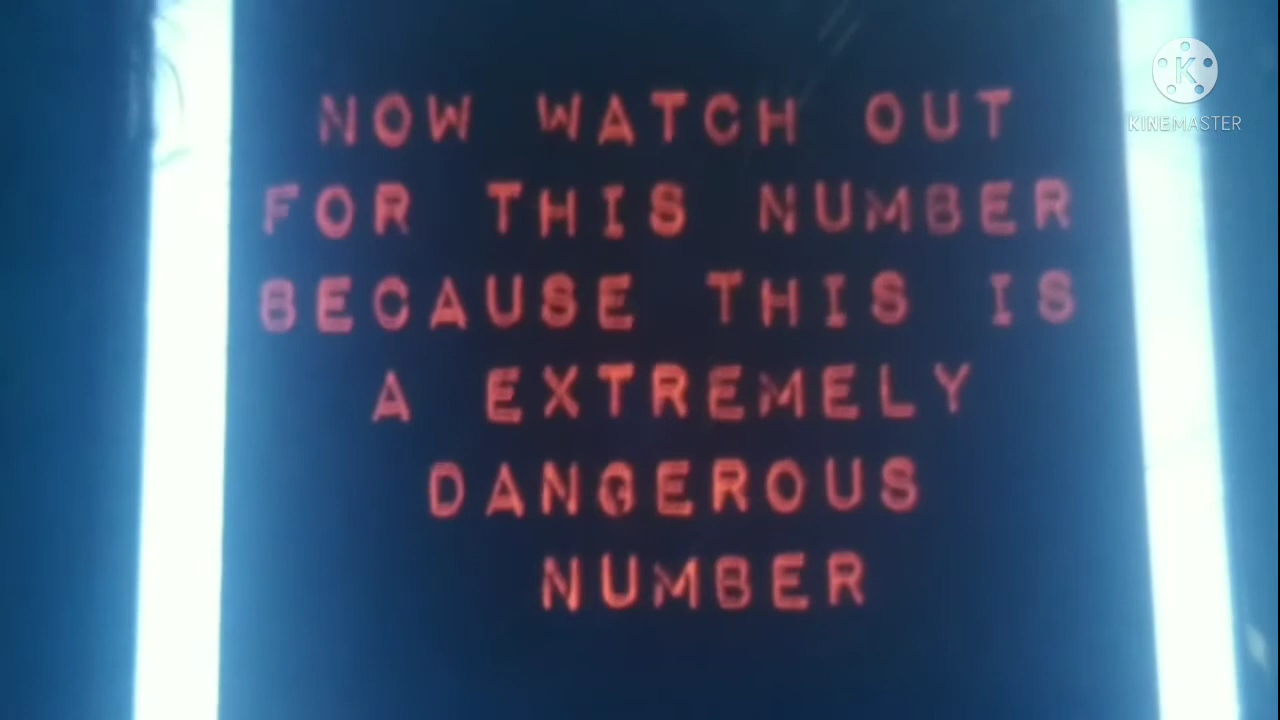 NOW WATCH OUT
FOR THIS NUMBER
BECAUSE THIS IS
A EXTREMELY
DANGEROUS
NUMBER
K
KINEMASTER